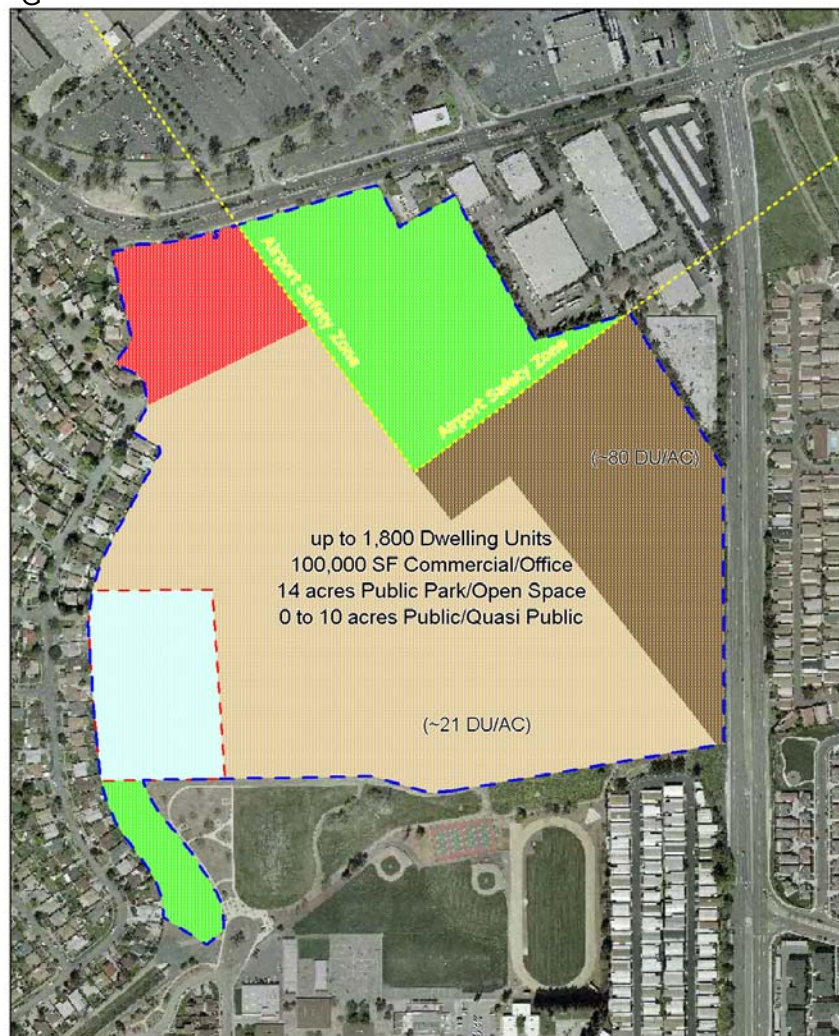 Airport Safety Zone
Airport Safety Zone
(~80 DU/AC)
up to 1,800 Dwelling Units
100,000 SF Commercial/Office
14 acres Public Park/Open Space
0 to 10 acres Public/Quasi Public
(~21 DU/AC)